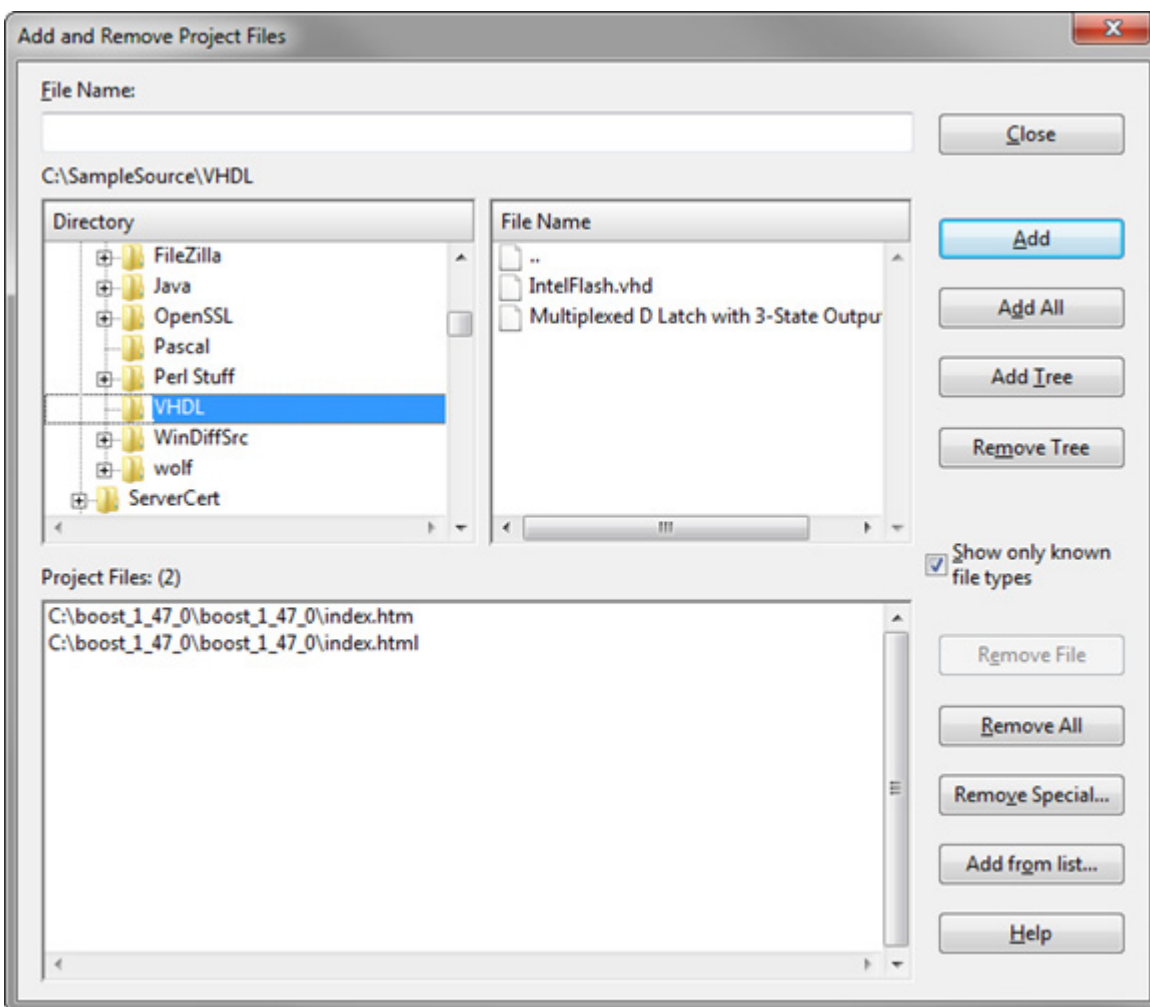 Add and Remove Project Files
File Name:
Close
C:\SampleSource\VHDL
Directory
File Name
Add
FileZilla
..
Java
IntelFlash.vhd
Add All
OpenSSL
Multiplexed D Latch with 3-State Outpu
Pascal
Perl Stuff
Add Tree
VHDL
WinDiffSrc
Remove Tree
wolf
ServerCert
Show only known
file types
Project Files: (2)
C:\boost_1_47_0\boost_1_47_0\index.htm
C:\boost_1_47_0\boost_1_47_0\index.html
Remove File
Remove All
Remove Special...
Add from list...
Help